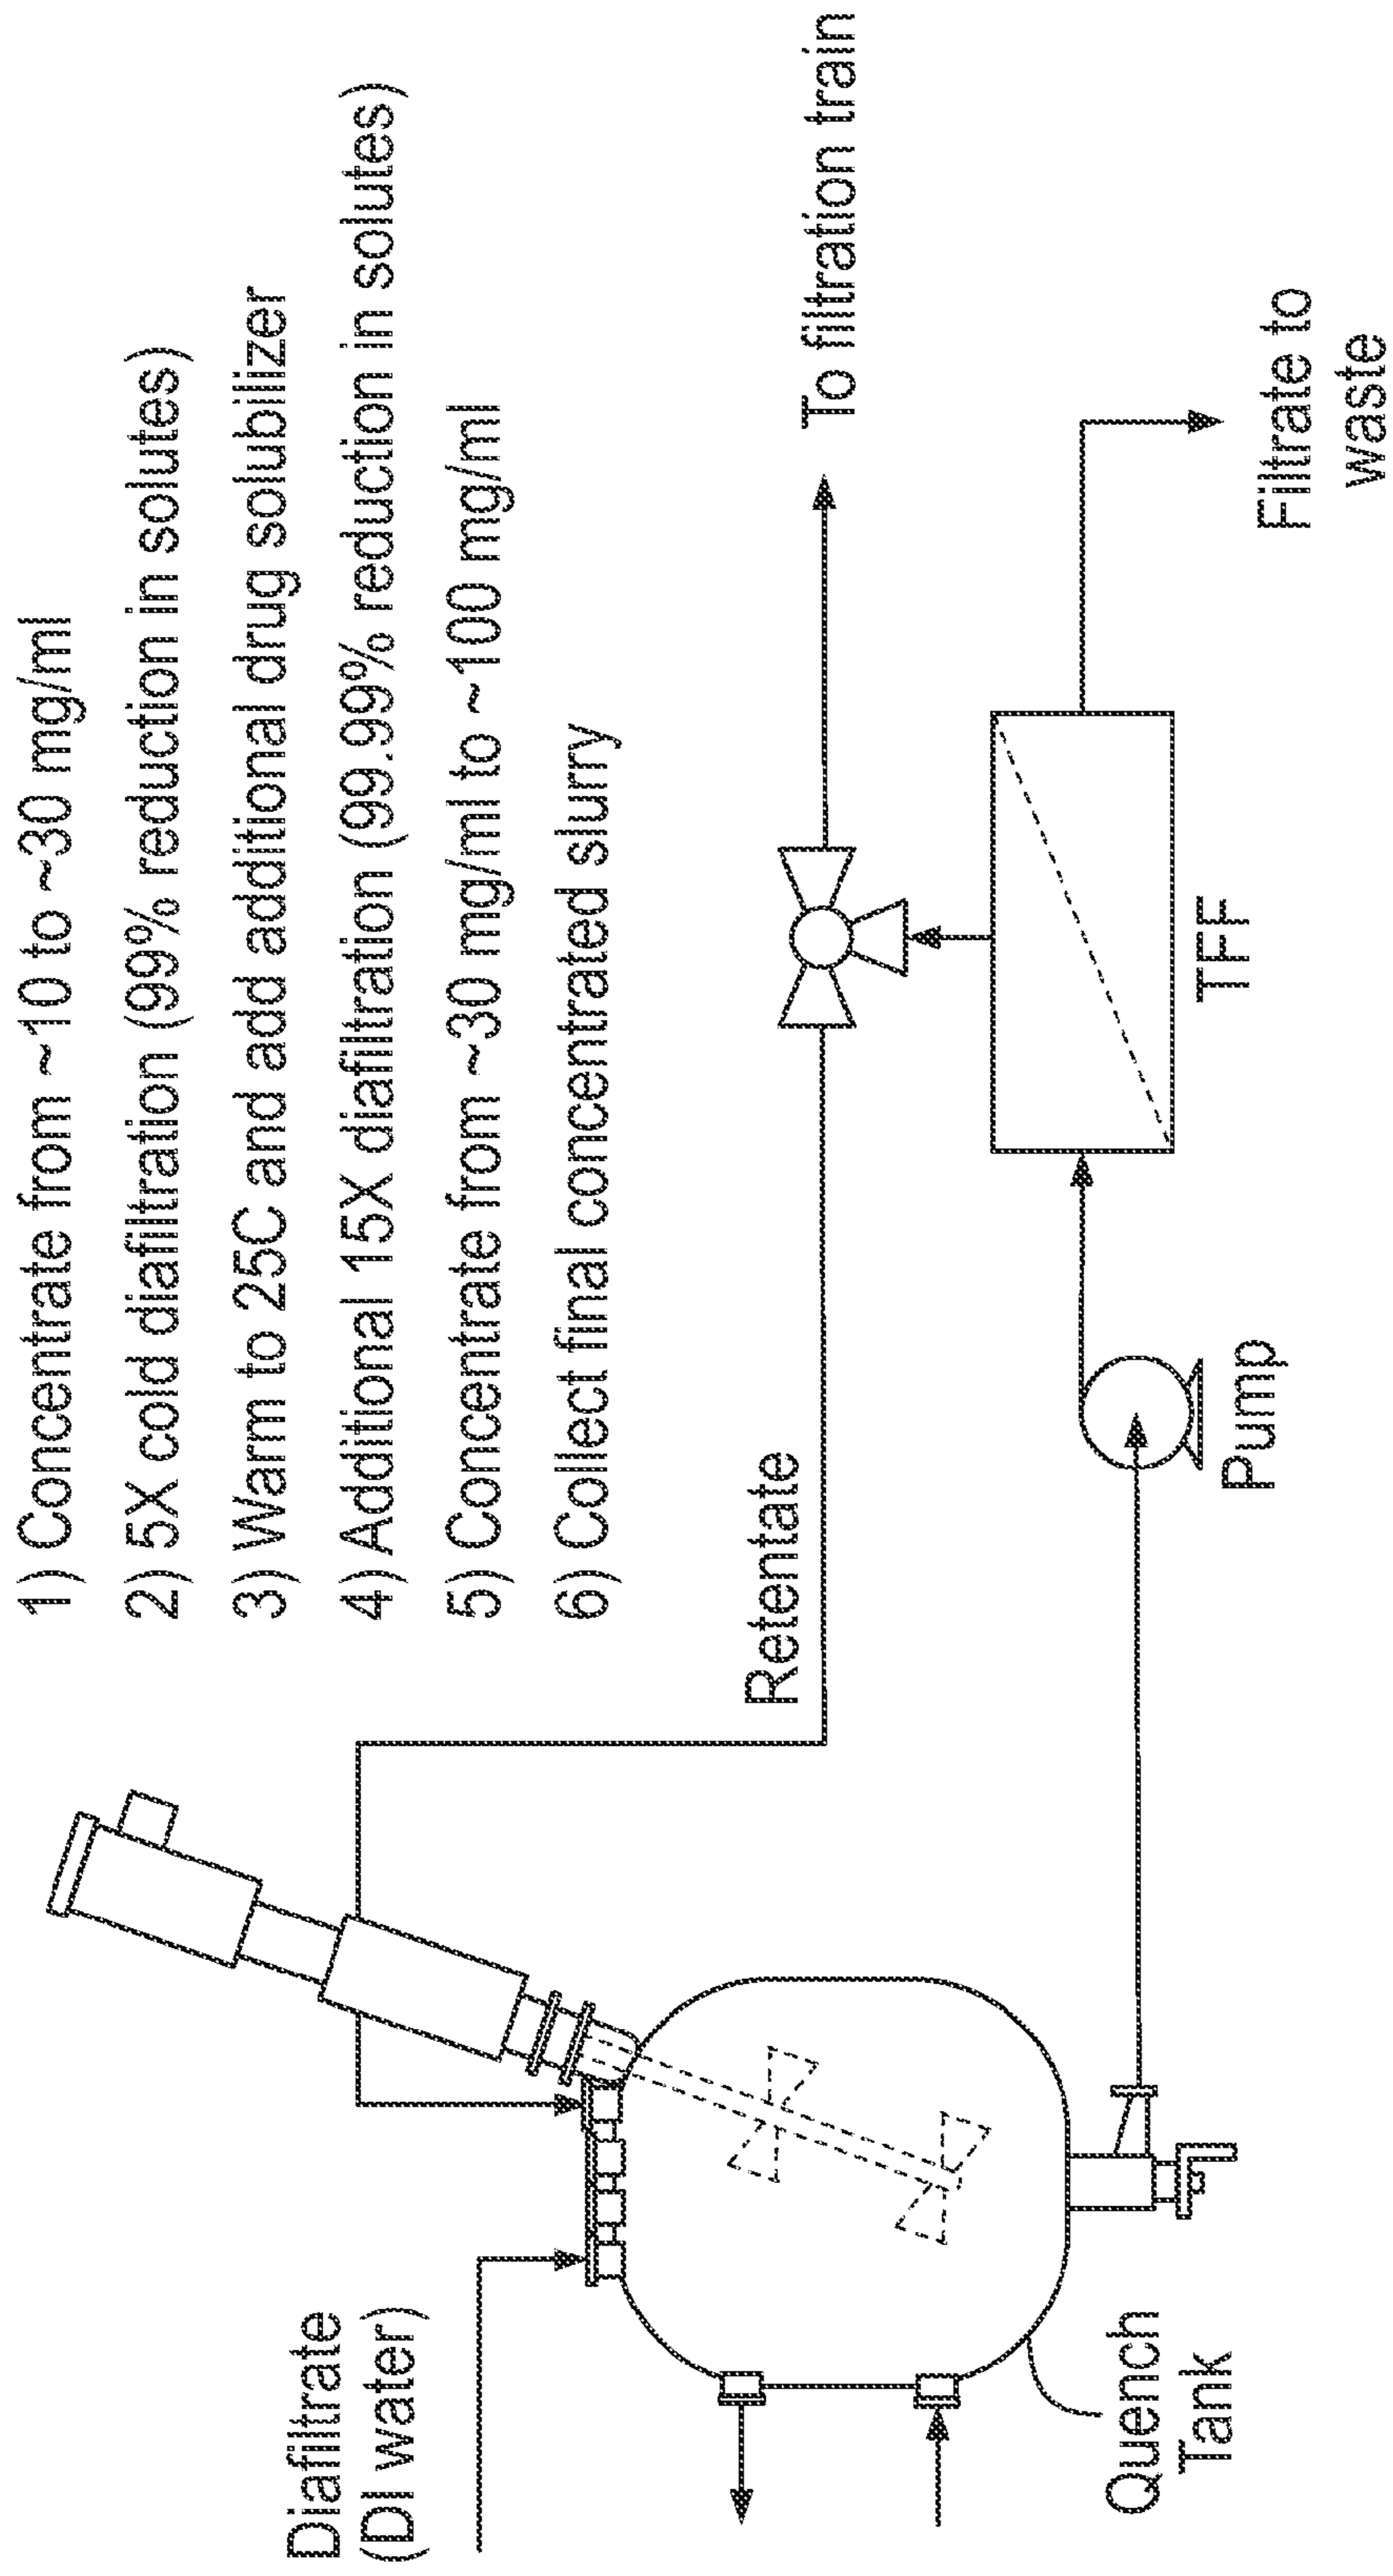 1) Concentrate from ~10 to ~30 mg/ml
2) 5X cold diafiltration (99% reduction in solutes)
3) Warm to 25C and add additional drug solubilizer
4) Additional 15X diafiltration (99.99% reduction in solutes)
5) Concentrate from ~30 mg/ml to ~100 mg/ml
6) Collect final concentrated slurry
Diafiltrate
(DI water)
Retentate
To filtration train
Quench
Tank
Pump
TFF
Filtrate to
waste